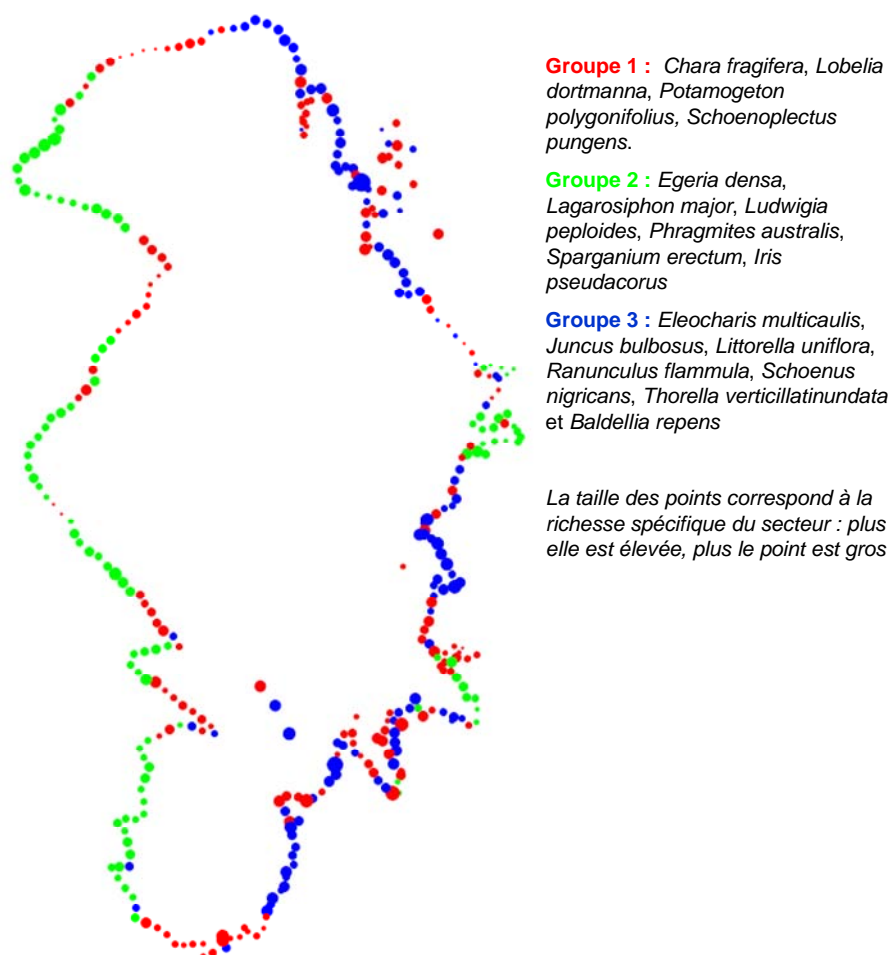 Groupe 1 : Chara fragifera, Lobelia
dortmanna, Potamogeton
polygonifolius, Schoenoplectus
pungens.
Groupe 2 : Egeria densa,
Lagarosiphon major, Ludwigia
peploides, Phragmites australis,
Sparganium erectum, Iris
pseudacorus
Groupe 3 : Eleocharis multicaulis,
Juncus bulbosus, Littorella uniflora,
Ranunculus flammula, Schoenus
nigricans, Thorella verticillatinundata
et Baldellia repens
La taille des points correspond à la
richesse spécifique du secteur : plus
elle est élevée, plus le point est gros